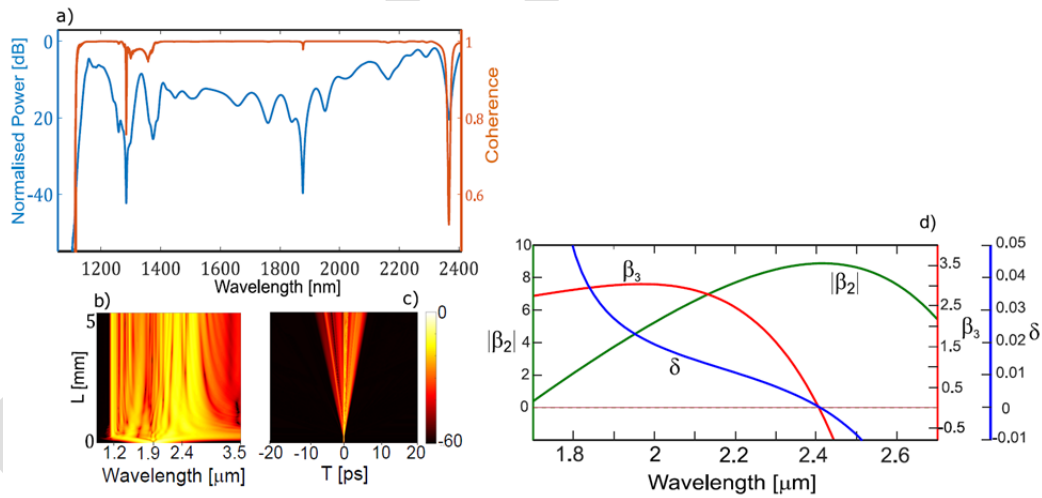 a)
0
20
-40
Normalised Power [dB]
1
0.8
0.6
Coherence
1200 1400 1600 1800 2000 2200 2400
Wavelength [nm]
b)
5
0
L [mm]
1.2 1.9 2.4 3.5
Wavelength [µm]
c)
0
-60
-20 -10 0 10 20
T [ps]
d)
10
8
6
4
2
0
|β₂|
β₃
|β₂|
δ
3.5
2.5
1.5
0,5
-0.5
β₃
0.05
0.04
0.03
0.02
0.01
0
-0.01
δ
1.8 2 2.2 2.4 2.6
Wavelength [µm]